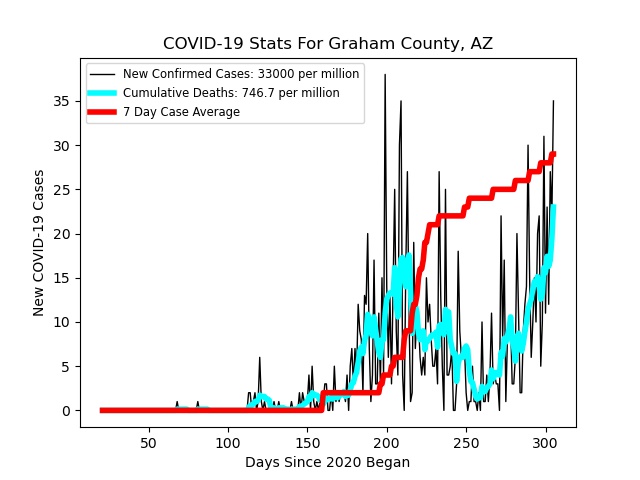 COVID-19 Stats For Graham County, AZ
New Confirmed Cases: 33000 per million
Cumulative Deaths: 746.7 per million
7 Day Case Average
New COVID-19 Cases
35
30
25
20
15
10
5
0
50 100 150 200 250 300
Days Since 2020 Began